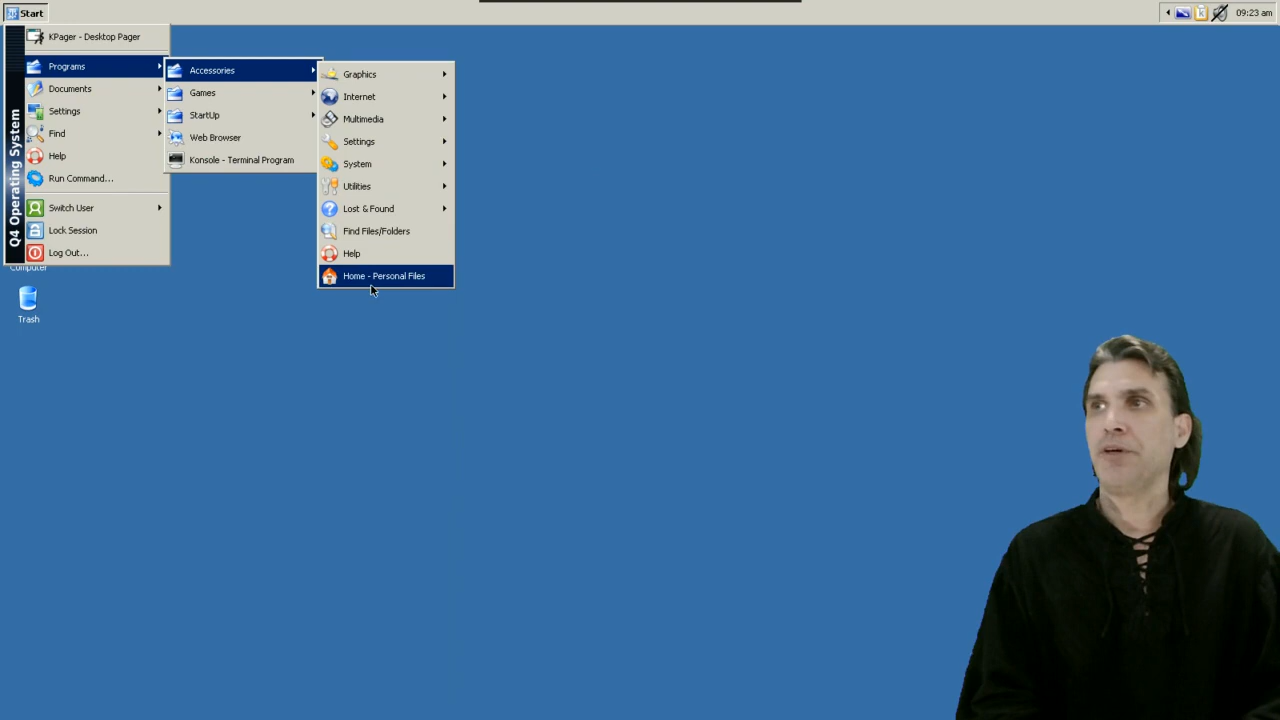 Start
09:23 am
KPager - Desktop Pager
Programs
Documents
Settings
Find
Help
Run Command...
Switch User
Lock Session
Log Out...
Q4 Operating System
Accessories
Games
StartUp
Web Browser
Konsole - Terminal Program
Graphics
Internet
Multimedia
Settings
System
Utilities
Lost & Found
Find Files/Folders
Help
Home - Personal Files
Computer
Trash